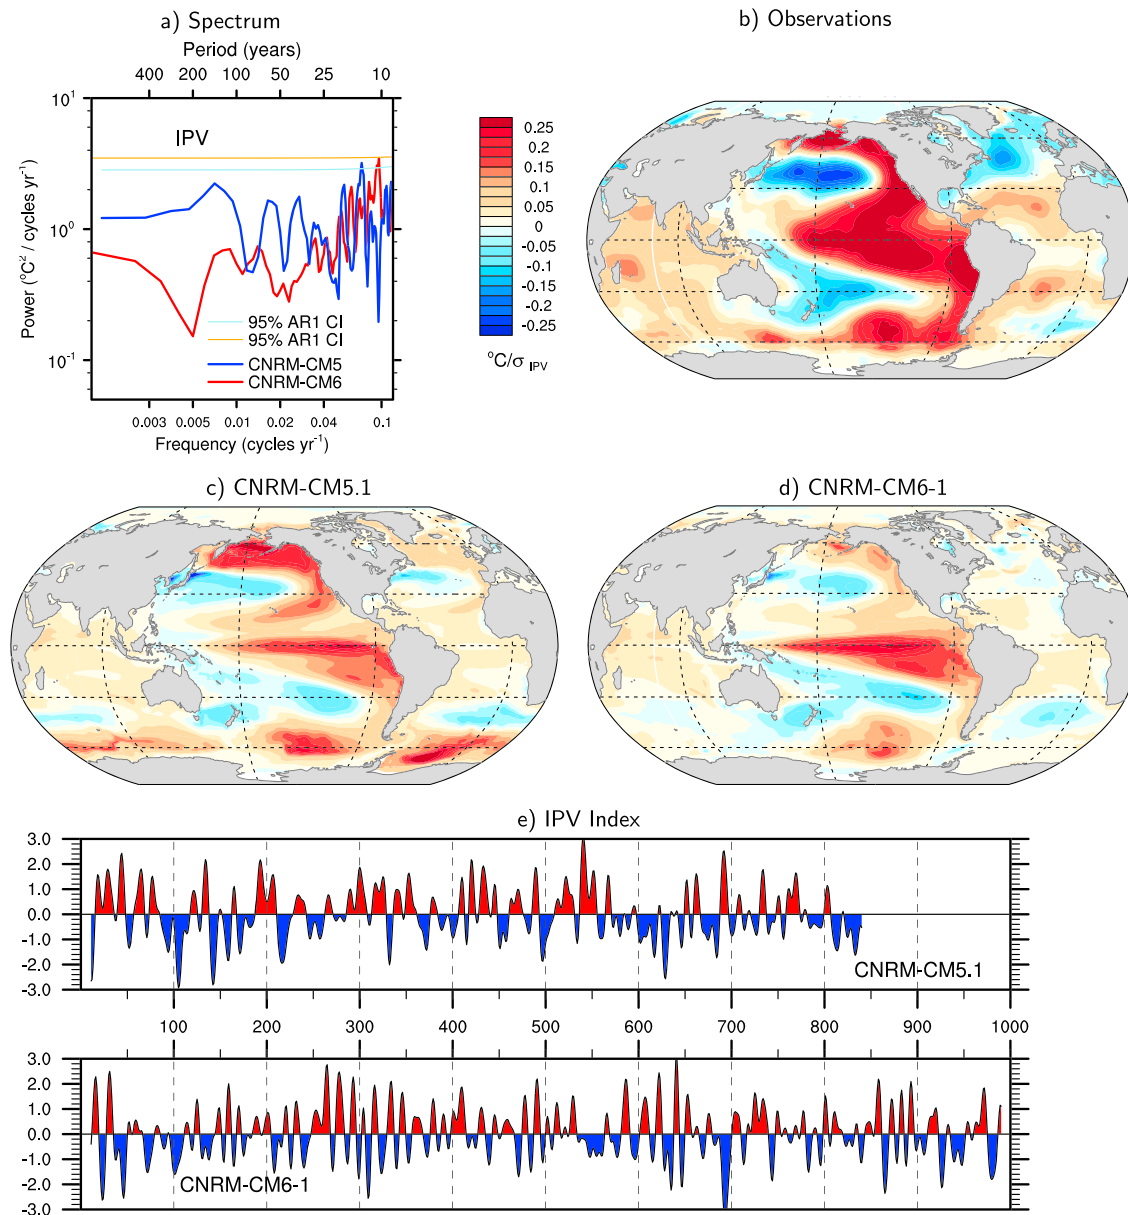 a) Spectrum
Period (years)
400 200 100 50 25 10
10¹
10⁰
10⁻¹
Power (°C²/ cycles yr⁻¹)
IPV
95% AR1 CI
95% AR1 CI
CNRM-CM5
CNRM-CM6
0.003 0.005 0.01 0.02 0.04 0.1
Frequency (cycles yr⁻¹)
0.25
0.2
0.15
0.1
0.05
0
-0.05
-0.1
-0.15
-0.2
-0.25
°C/σ IPV
b) Observations
c) CNRM-CM5.1
d) CNRM-CM6-1
e) IPV Index
3.0
2.0
1.0
0.0
-1.0
-2.0
-3.0
CNRM-CM5.1
100 200 300 400 500 600 700 800 900 1000
3.0
2.0
1.0
0.0
-1.0
-2.0
-3.0
CNRM-CM6-1